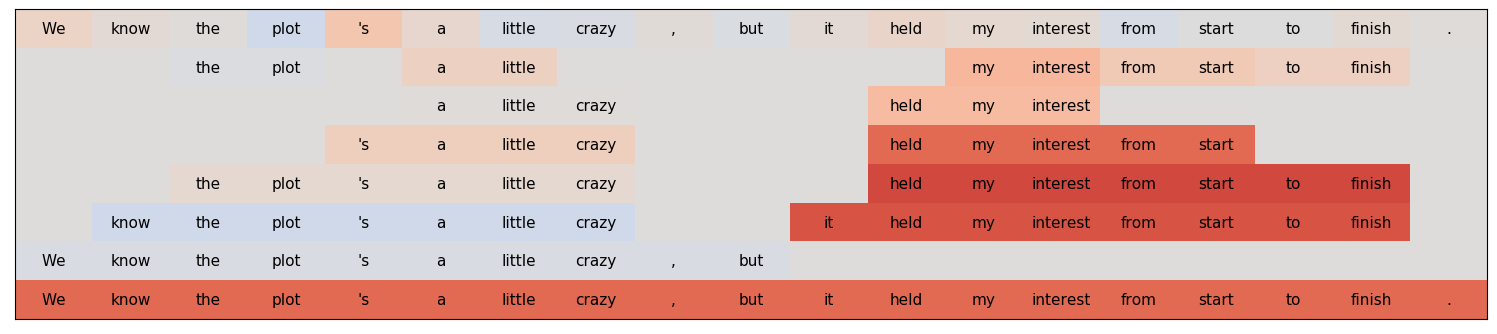 We know the plot 's a little crazy , but it held my interest from start to finish .
the plot a little my interest from start to finish
a little crazy held my interest
's a little crazy held my interest from start
the plot 's a little crazy held my interest from start to finish
know the plot 's a little crazy it held my interest from start to finish
We know the plot 's a little crazy , but
We know the plot 's a little crazy , but it held my interest from start to finish .